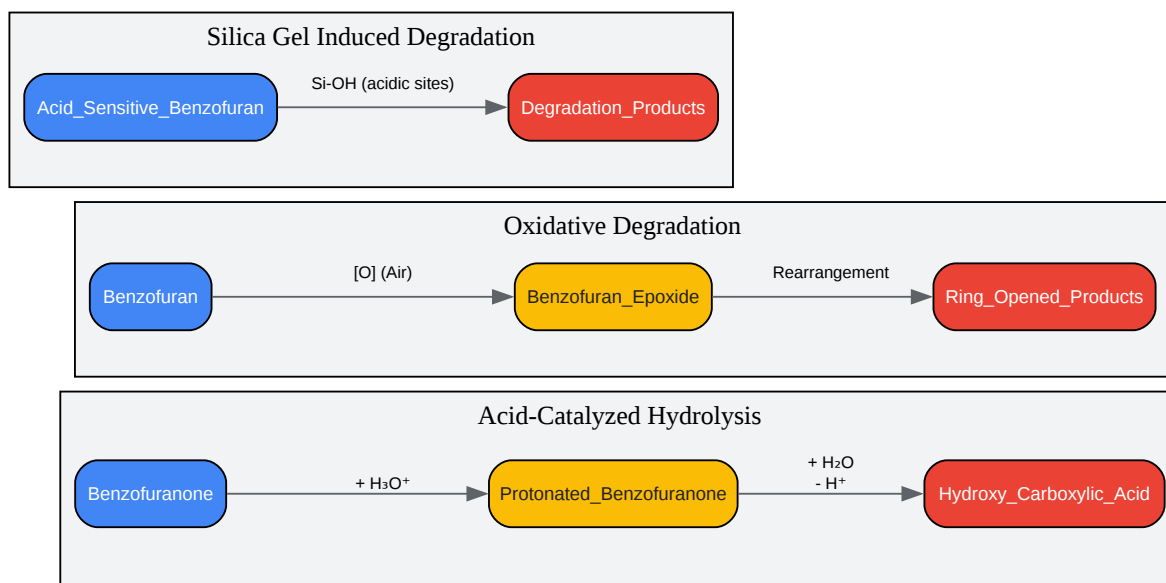 Silica Gel Induced Degradation
Acid_Sensitive_Benzofuran
Si-OH (acidic sites)
Degradation_Products
Oxidative Degradation
Benzofuran
[O] (Air)
Benzofuran_Epoxide
Rearrangement
Ring_Opened_Products
Acid-Catalyzed Hydrolysis
Benzofuranone
+ H₃O⁺
Protonated_Benzofuranone
+ H₂O
- H⁺
Hydroxy_Carboxylic_Acid